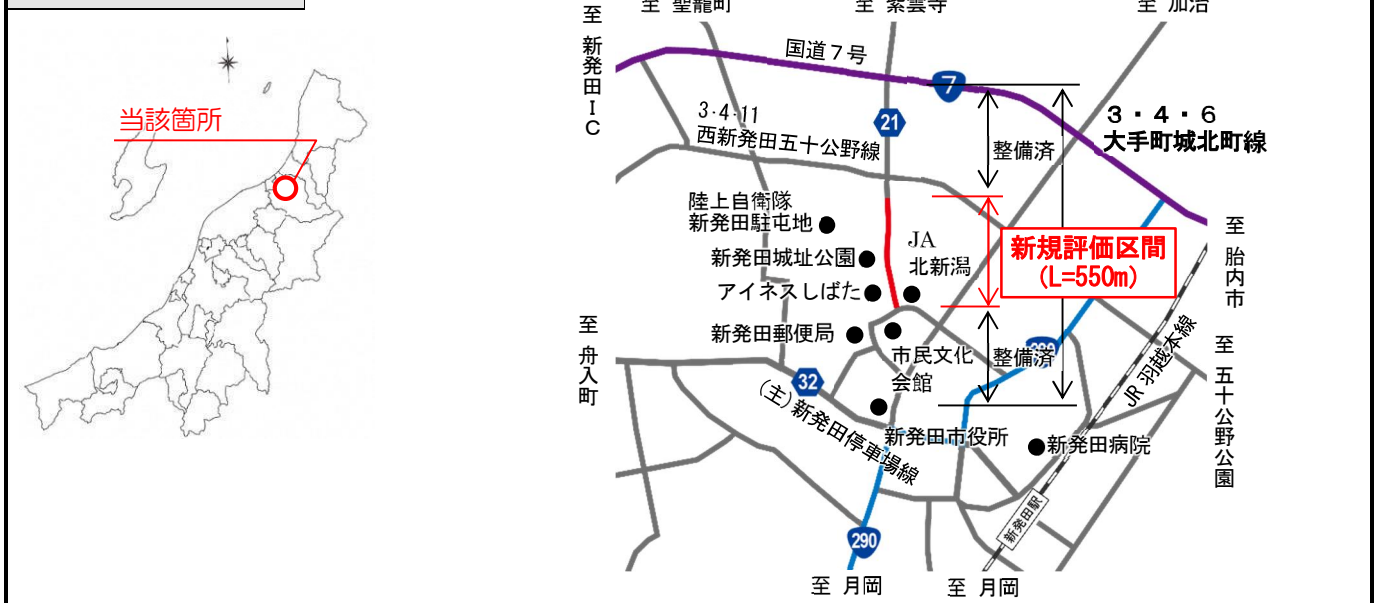 至 聖籠町
至 紫雲寺
至 加治
至 新発田IC
国道7号
7
3・4・11
西新発田五十公野線
21
3・4・6
大手町城北町線
整備済
当該箇所
陸上自衛隊
新発田駐屯地
新発田城址公園
アイネスしばた
JA
北新潟
新規評価区間
(L=550m)
至 胎内市
新発田郵便局
市民文化
会館
整備済
至 舟入町
32
(主)新発田停車場線
新発田市役所
新発田病院
JR 羽越本線
至 五十公野公園
新発田駅
290
至 月岡
至 月岡